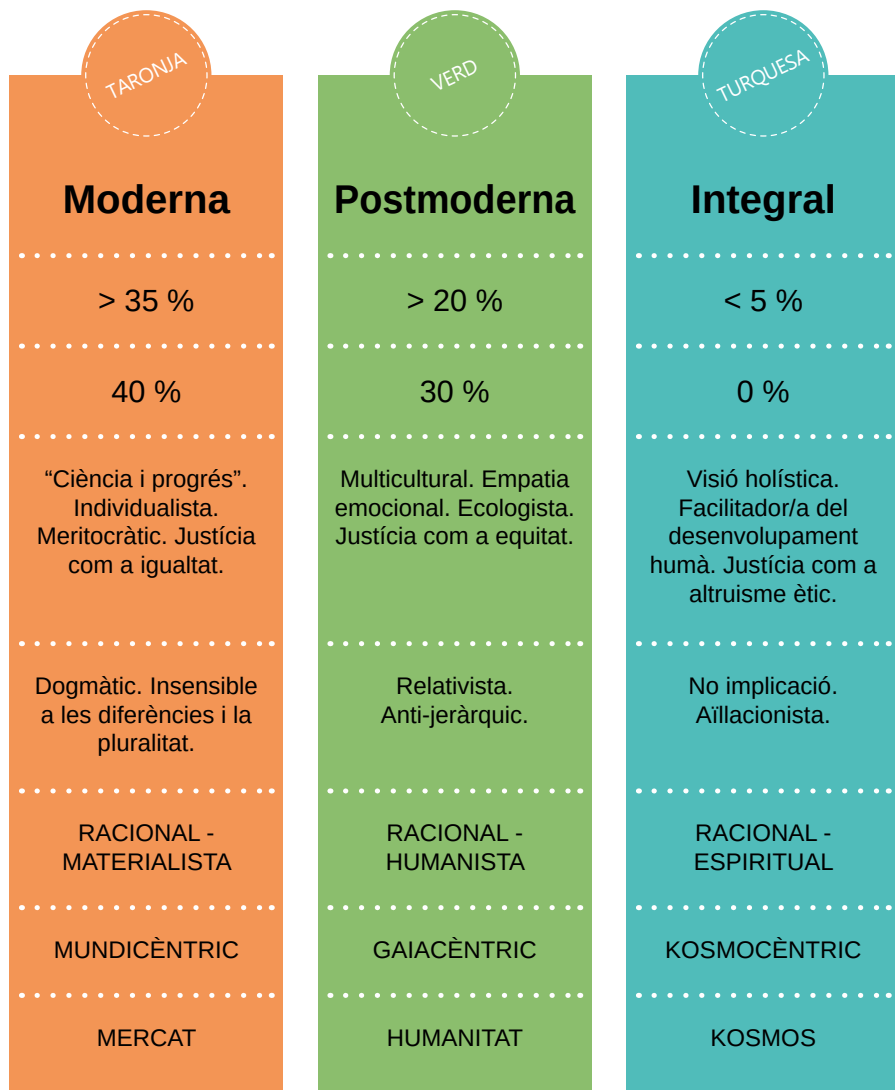 TARONJA
Moderna
> 35 %
40 %
“Ciència i progrés”.
Individualista.
Meritocràtic. Justícia
com a igualtat.
Dogmàtic. Insensible
a les diferències i la
pluralitat.
RACIONAL -
MATERIALISTA
MUNDICÈNTRIC
MERCAT
VERD
Postmoderna
> 20 %
30 %
Multicultural. Empatia
emocional. Ecologista.
Justícia com a equitat.
Relativista.
Anti-jeràrquic.
RACIONAL -
HUMANISTA
GAIACÈNTRIC
HUMANITAT
TURQUESA
Integral
< 5 %
0 %
Visió holística.
Facilitador/a del
desenvolupament
humà. Justícia com a
altruisme ètic.
No implicació.
Aïllacionista.
RACIONAL -
ESPIRITUAL
KOSMOCÈNTRIC
KOSMOS